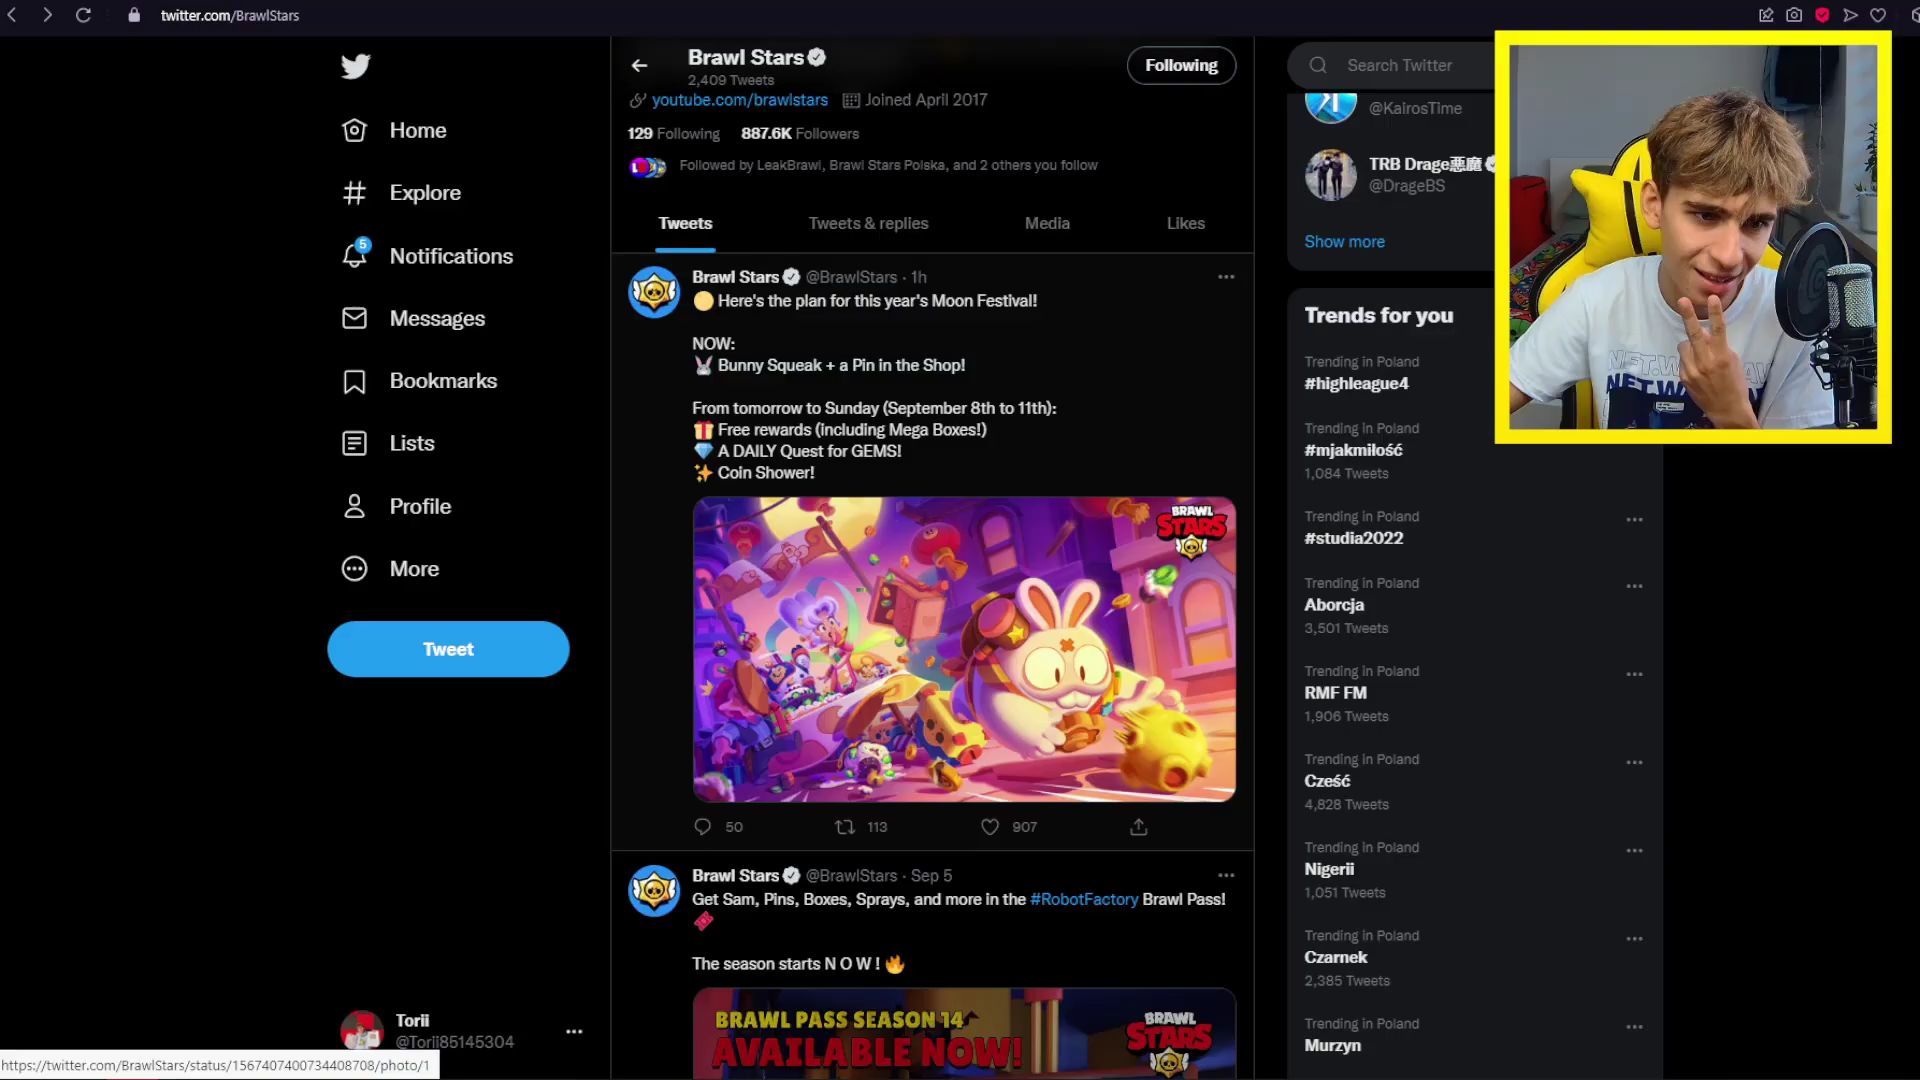 twitter.com/BrawlStars
Home
Explore
5
Notifications
Messages
Bookmarks
Lists
Profile
More
Tweet
Torii
@Torii85145304
https://twitter.com/BrawlStars/status/1567407400734408708/photo/1
Brawl Stars
2,409 Tweets
Following
youtube.com/brawlstars Joined April 2017
129 Following 887.6K Followers
Followed by LeakBrawl, Brawl Stars Polska, and 2 others you follow
Tweets Tweets & replies Media Likes
Brawl Stars @BrawlStars · 1h
Here's the plan for this year's Moon Festival!
NOW:
🐰 Bunny Squeak + a Pin in the Shop!
From tomorrow to Sunday (September 8th to 11th):
🎁 Free rewards (including Mega Boxes!)
💎 A DAILY Quest for GEMS!
✨ Coin Shower!
BRAWL
STARS
50 113 907
Brawl Stars @BrawlStars · Sep 5
Get Sam, Pins, Boxes, Sprays, and more in the #RobotFactory Brawl Pass!
The season starts N O W ! 🔥
BRAWL PASS SEASON 14
AVAILABLE NOW!
BRAWL
STARS
Search Twitter
@KairosTime
TRB Drage悪魔
@DrageBS
Show more
Trends for you
Trending in Poland
#highleague4
Trending in Poland
#mjakmiłość
1,084 Tweets
Trending in Poland
#studia2022
Trending in Poland
Aborcja
3,501 Tweets
Trending in Poland
RMF FM
1,906 Tweets
Trending in Poland
Cześć
4,828 Tweets
Trending in Poland
Nigerii
1,051 Tweets
Trending in Poland
Czarnek
2,385 Tweets
Trending in Poland
Murzyn